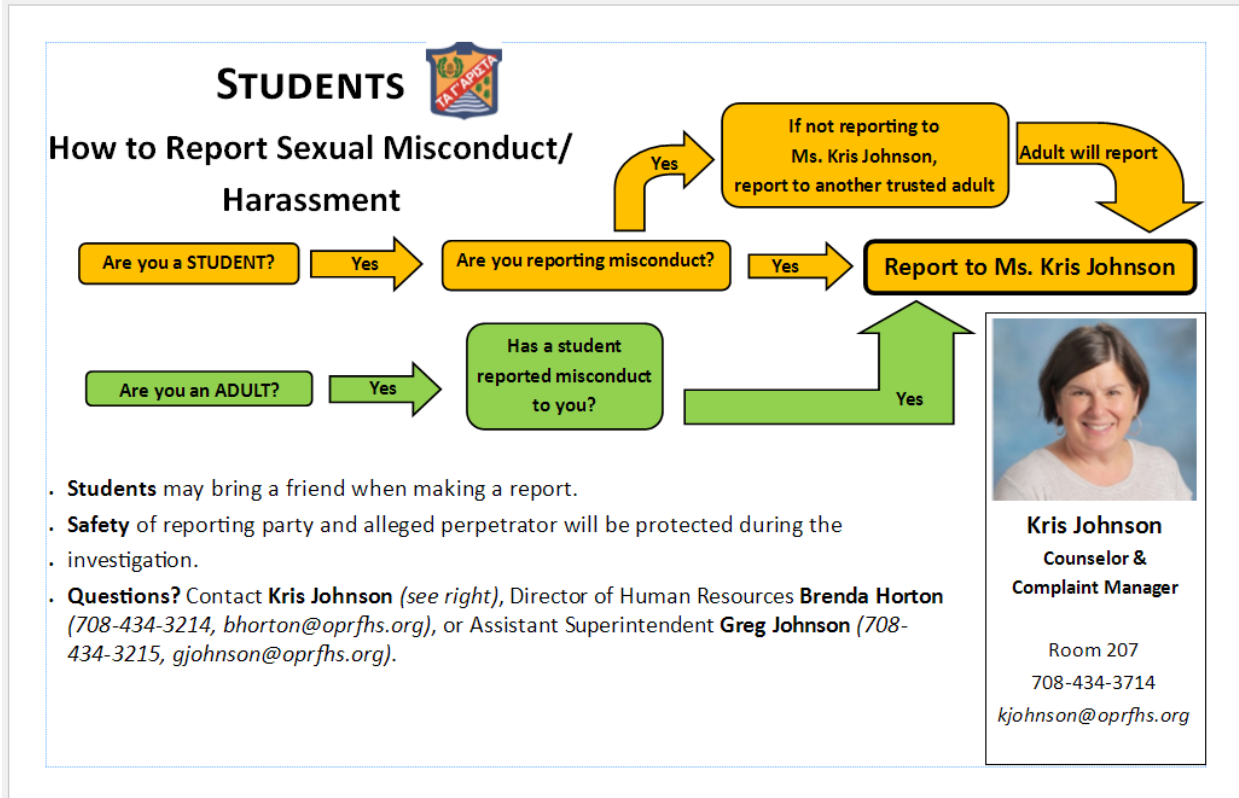 STUDENTS
ΤΑ Γ' ΑΡΙΣΤΑ
How to Report Sexual Misconduct/
Harassment
If not reporting to
Ms. Kris Johnson,
report to another trusted adult
Yes
Adult will report
Are you a STUDENT?
Yes
Are you reporting misconduct?
Yes
Report to Ms. Kris Johnson
Are you an ADULT?
Yes
Has a student
reported misconduct
to you?
Yes
. Students may bring a friend when making a report.
. Safety of reporting party and alleged perpetrator will be protected during the
. investigation.
. Questions? Contact Kris Johnson (see right), Director of Human Resources Brenda Horton
(708-434-3214, bhorton@oprfhs.org), or Assistant Superintendent Greg Johnson (708-
434-3215, gjohnson@oprfhs.org).
Kris Johnson
Counselor &
Complaint Manager
Room 207
708-434-3714
kjohnson@oprfhs.org